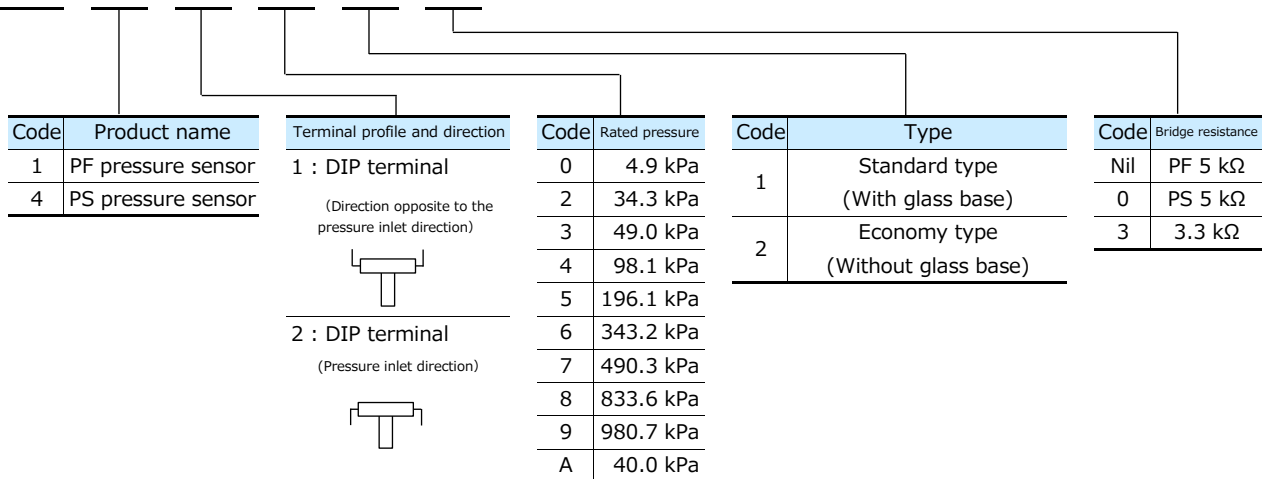 Code Product name
1 PF pressure sensor
4 PS pressure sensor
Terminal profile and direction
1 : DIP terminal
(Direction opposite to the
pressure inlet direction)
2 : DIP terminal
(Pressure inlet direction)
Code Rated pressure
0 4.9 kPa
2 34.3 kPa
3 49.0 kPa
4 98.1 kPa
5 196.1 kPa
6 343.2 kPa
7 490.3 kPa
8 833.6 kPa
9 980.7 kPa
A 40.0 kPa
Code Type
1 Standard type
(With glass base)
2 Economy type
(Without glass base)
Code Bridge resistance
Nil PF 5 kΩ
0 PS 5 kΩ
3 3.3 kΩ